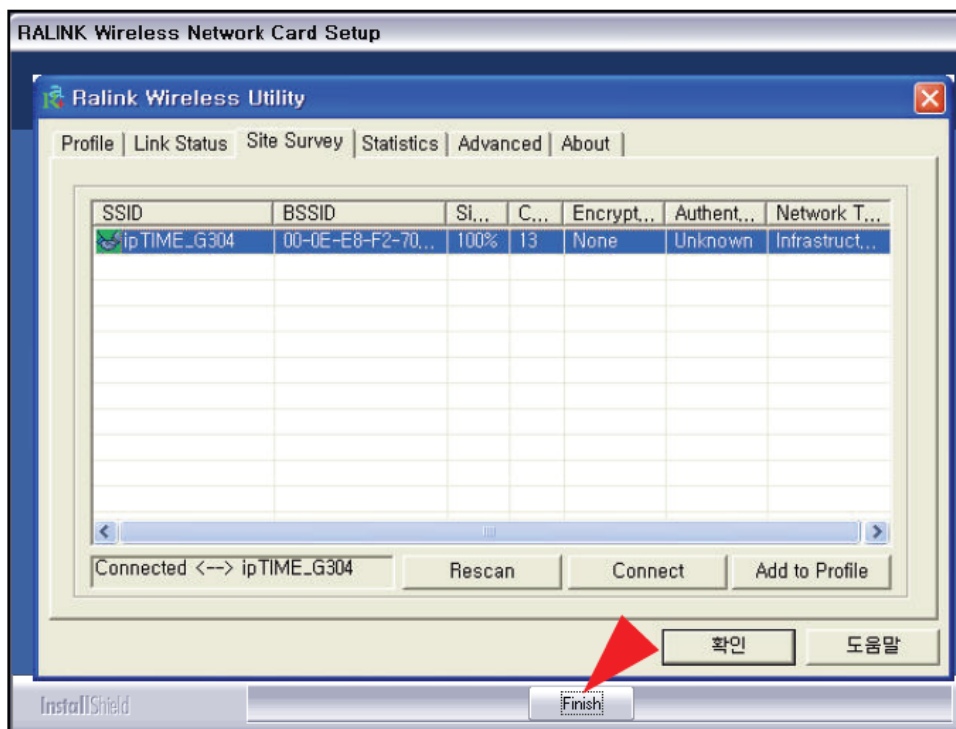 RALINK Wireless Network Card Setup
Ralink Wireless Utility
Profile Link Status Site Survey Statistics Advanced About
SSID BSSID Si... C... Encrypt... Authent... Network T...
ipTIME_G304 00-0E-E8-F2-70... 100% 13 None Unknown Infrastruct...
Connected <--> ipTIME_G304 Rescan Connect Add to Profile
확인 도움말
InstallShield Finish